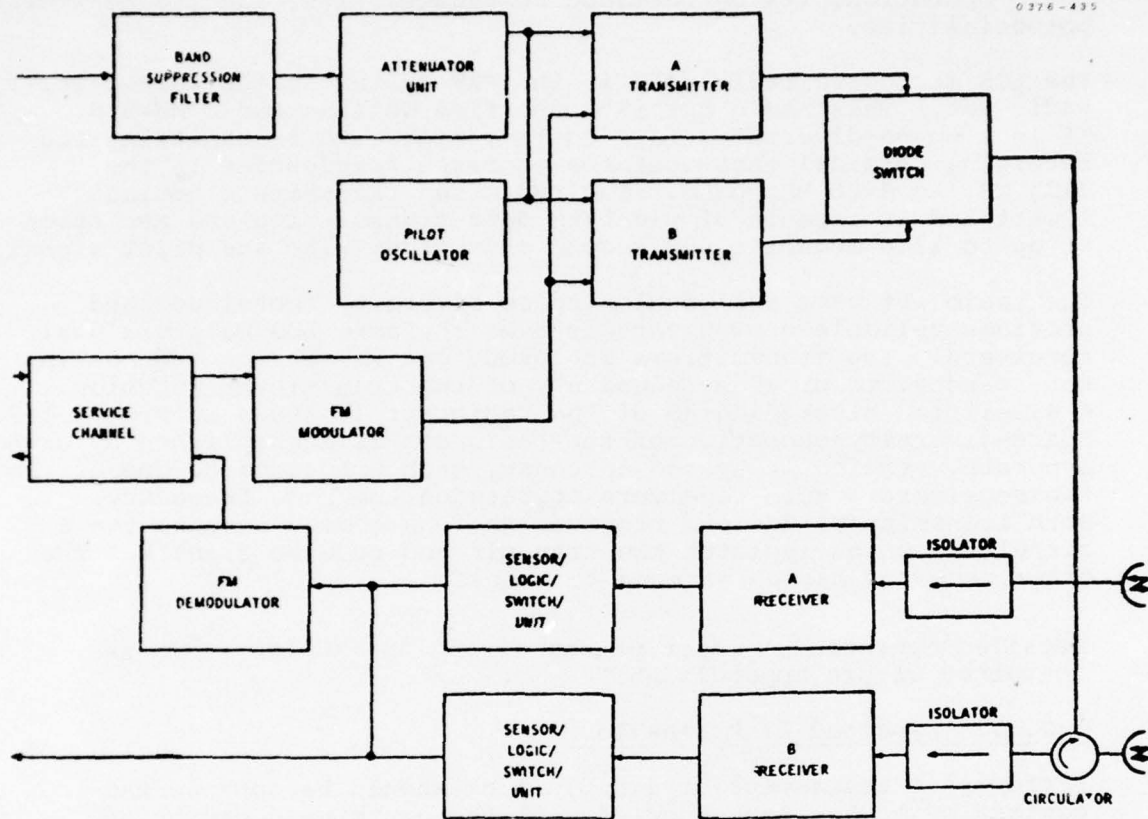 0376-435
BAND
SUPPRESSION
FILTER
ATTENUATOR
UNIT
A
TRANSMITTER
DIODE
SWITCH
PILOT
OSCILLATOR
B
TRANSMITTER
SERVICE
CHANNEL
FM
MODULATOR
FM
DEMODULATOR
SENSOR/
LOGIC/
SWITCH/
UNIT
A
RECEIVER
ISOLATOR
SENSOR/
LOGIC/
SWITCH/
UNIT
B
RECEIVER
ISOLATOR
CIRCULATOR